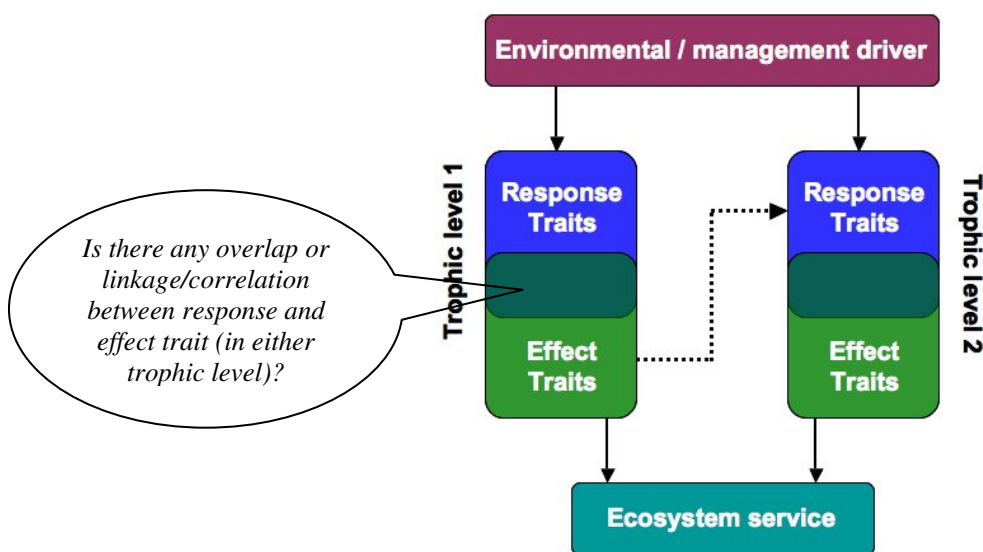 Environmental / management driver
Trophic level 1
Response
Traits
Effect
Traits
Response
Traits
Effect
Traits
Trophic level 2
Is there any overlap or
linkage/correlation
between response and
effect trait (in either
trophic level)?
Ecosystem service